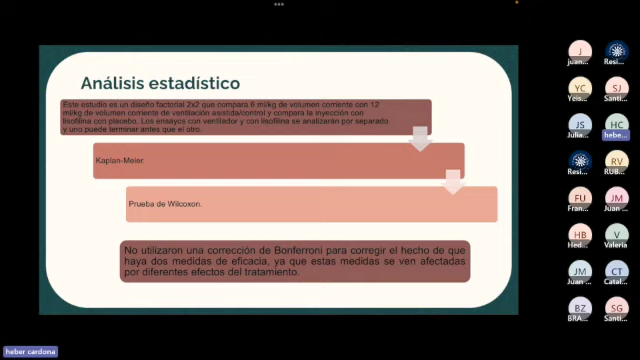 Análisis estadístico
Este estudio es un diseño factorial 2x2 que compara 6 ml/kg de volumen corriente con 12
ml/kg de volumen corriente de ventilación asistida/control y compara la inyección con
lisofilina con placebo. Los ensayos con ventilador y con lisofilina se analizarán por separado
y uno puede terminar antes que el otro.
Kaplan-Meier.
Prueba de Wilcoxon.
No utilizaron una corrección de Bonferroni para corregir el hecho de que
haya dos medidas de eficacia, ya que estas medidas se ven afectadas
por diferentes efectos del tratamiento.
heber cardona
J
juan...
Resi...
YC
Yeis...
SJ
Santi...
JS
Julia...
HC
hebe...
Resi...
RV
RUB...
FU
Fran...
JM
Juan ...
HB
Hed...
V
Valeria
JM
Juan ...
CT
Catal...
BZ
BRA...
SG
Santi...